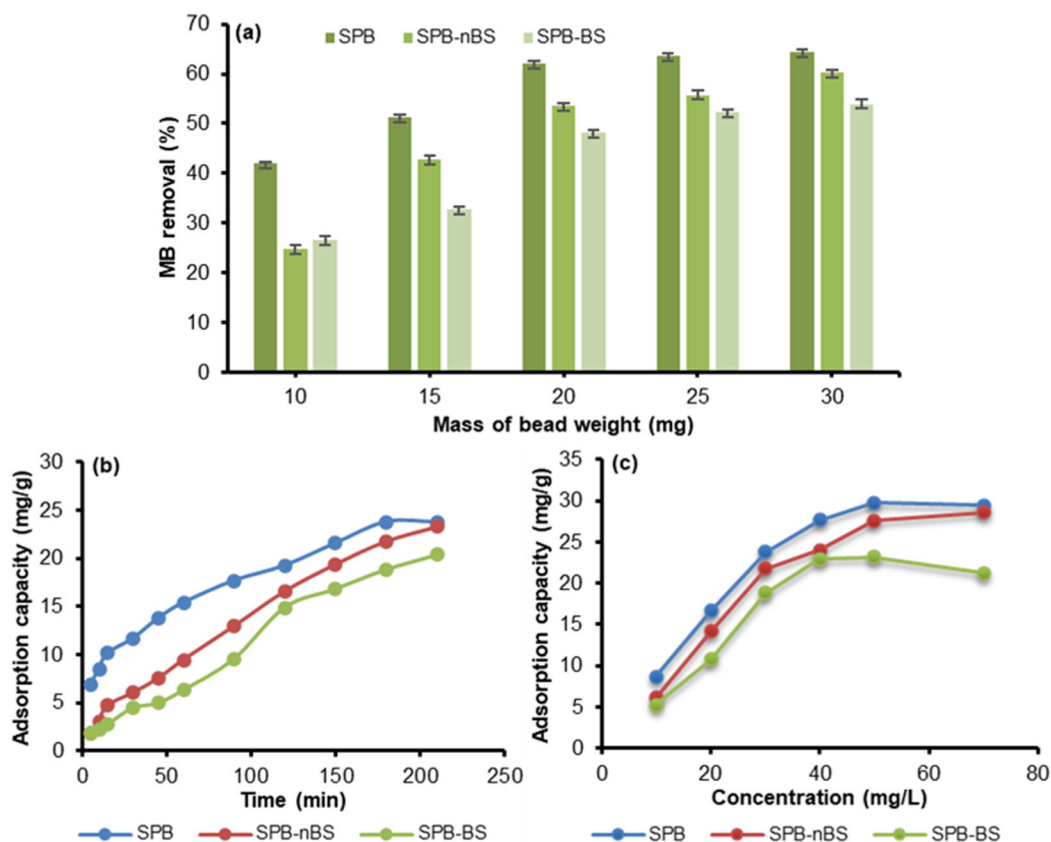 (a)
SPB SPB-nBS SPB-BS
MB removal (%)
70
60
50
40
30
20
10
0
10 15 20 25 30
Mass of bead weight (mg)
(b)
Adsorption capacity (mg/g)
30
25
20
15
10
5
0
0 50 100 150 200 250
Time (min)
SPB SPB-nBS SPB-BS
(c)
Adsorption capacity (mg/g)
35
30
25
20
15
10
5
0
0 20 40 60 80
Concentration (mg/L)
SPB SPB-nBS SPB-BS